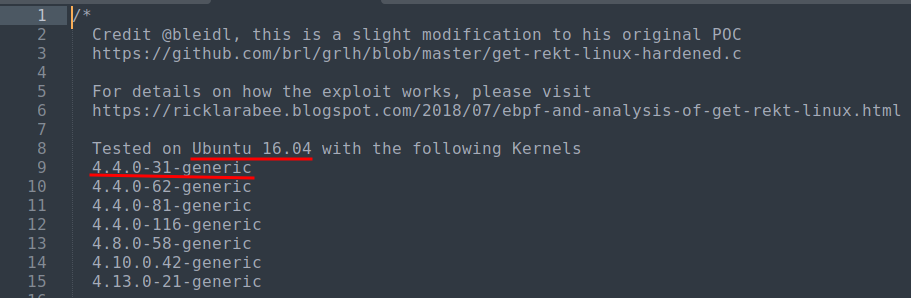 1 /*
2 Credit @bleidl, this is a slight modification to his original POC
3 https://github.com/brl/grlh/blob/master/get-rekt-linux-hardened.c
4
5 For details on how the exploit works, please visit
6 https://ricklarabee.blogspot.com/2018/07/ebpf-and-analysis-of-get-rekt-linux.html
7
8 Tested on Ubuntu 16.04 with the following Kernels
9 4.4.0-31-generic
10 4.4.0-62-generic
11 4.4.0-81-generic
12 4.4.0-116-generic
13 4.8.0-58-generic
14 4.10.0.42-generic
15 4.13.0-21-generic